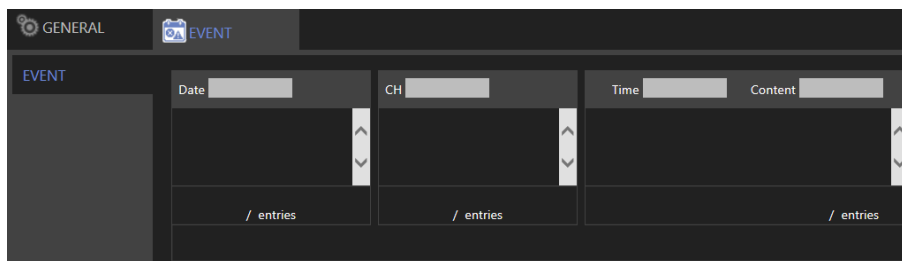 GENERAL EVENT
EVENT
Date CH Time Content
/ entries / entries / entries